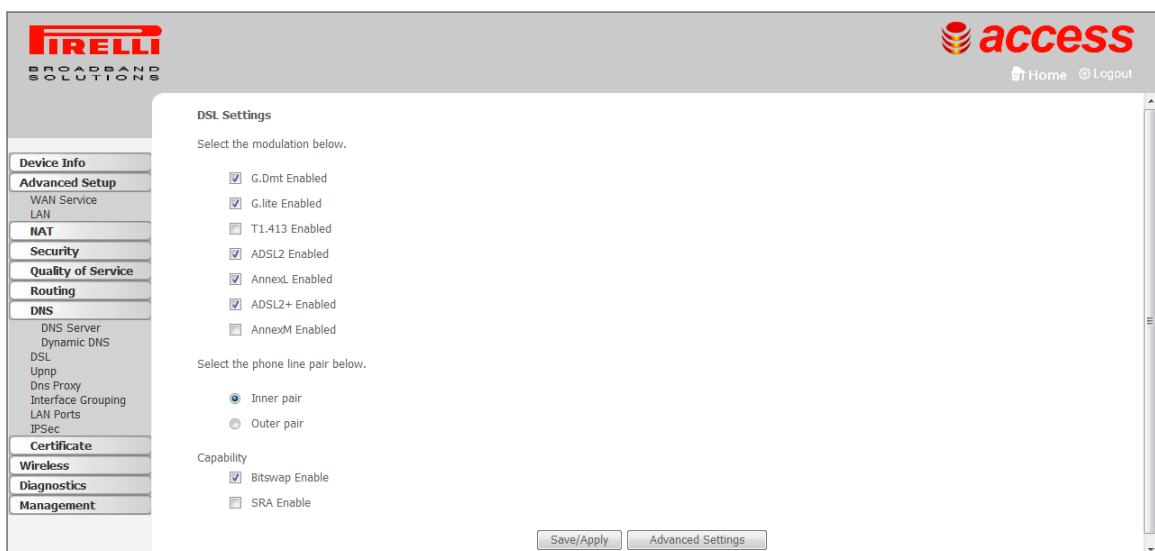 PIRELLI
BROADBAND
SOLUTIONS
access
Home Logout
Device Info
Advanced Setup
WAN Service
LAN
NAT
Security
Quality of Service
Routing
DNS
DNS Server
Dynamic DNS
DSL
Upnp
Dns Proxy
Interface Grouping
LAN Ports
IPSec
Certificate
Wireless
Diagnostics
Management
DSL Settings
Select the modulation below.
G.Dmt Enabled
G.lite Enabled
T1.413 Enabled
ADSL2 Enabled
AnnexL Enabled
ADSL2+ Enabled
AnnexM Enabled
Select the phone line pair below.
Inner pair
Outer pair
Capability
Bitswap Enable
SRA Enable
Save/Apply Advanced Settings